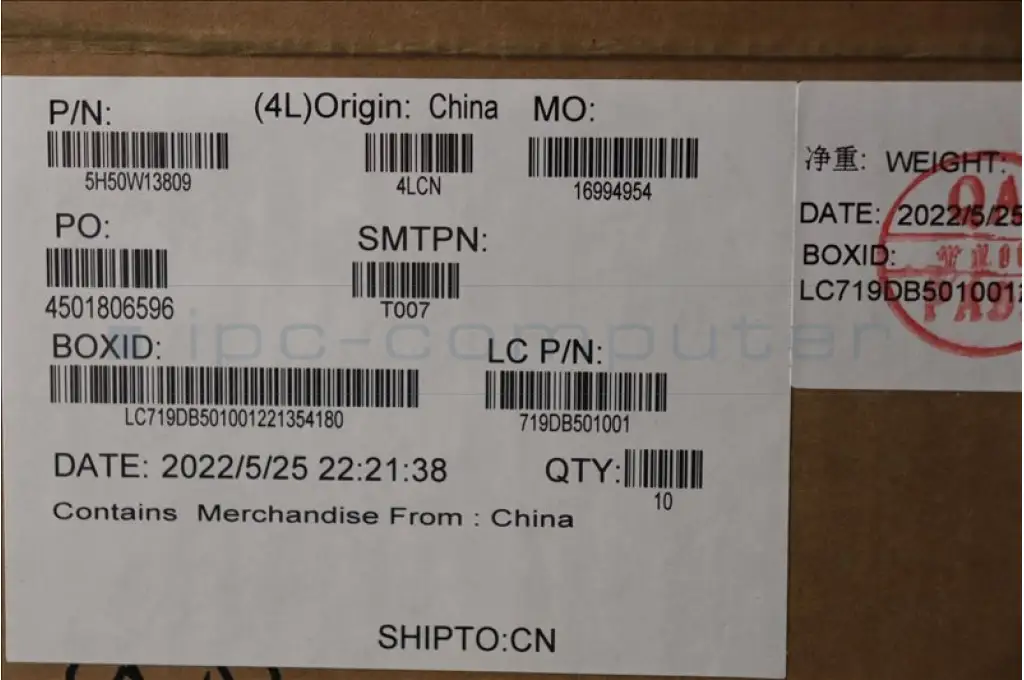 P/N:
(4L)Origin: China
MO:
5H50W13809
4LCN
16994954
PO:
SMTPN:
4501806596
T007
BOXID:
LC P/N:
LC719DB501001221354180
719DB501001
DATE: 2022/5/25 22:21:38
QTY:
10
Contains Merchandise From : China
SHIPTO:CN
净重: WEIGHT:
DATE: 2022/5/25
BOXID:
LC719DB501001
QA
ipc-computer